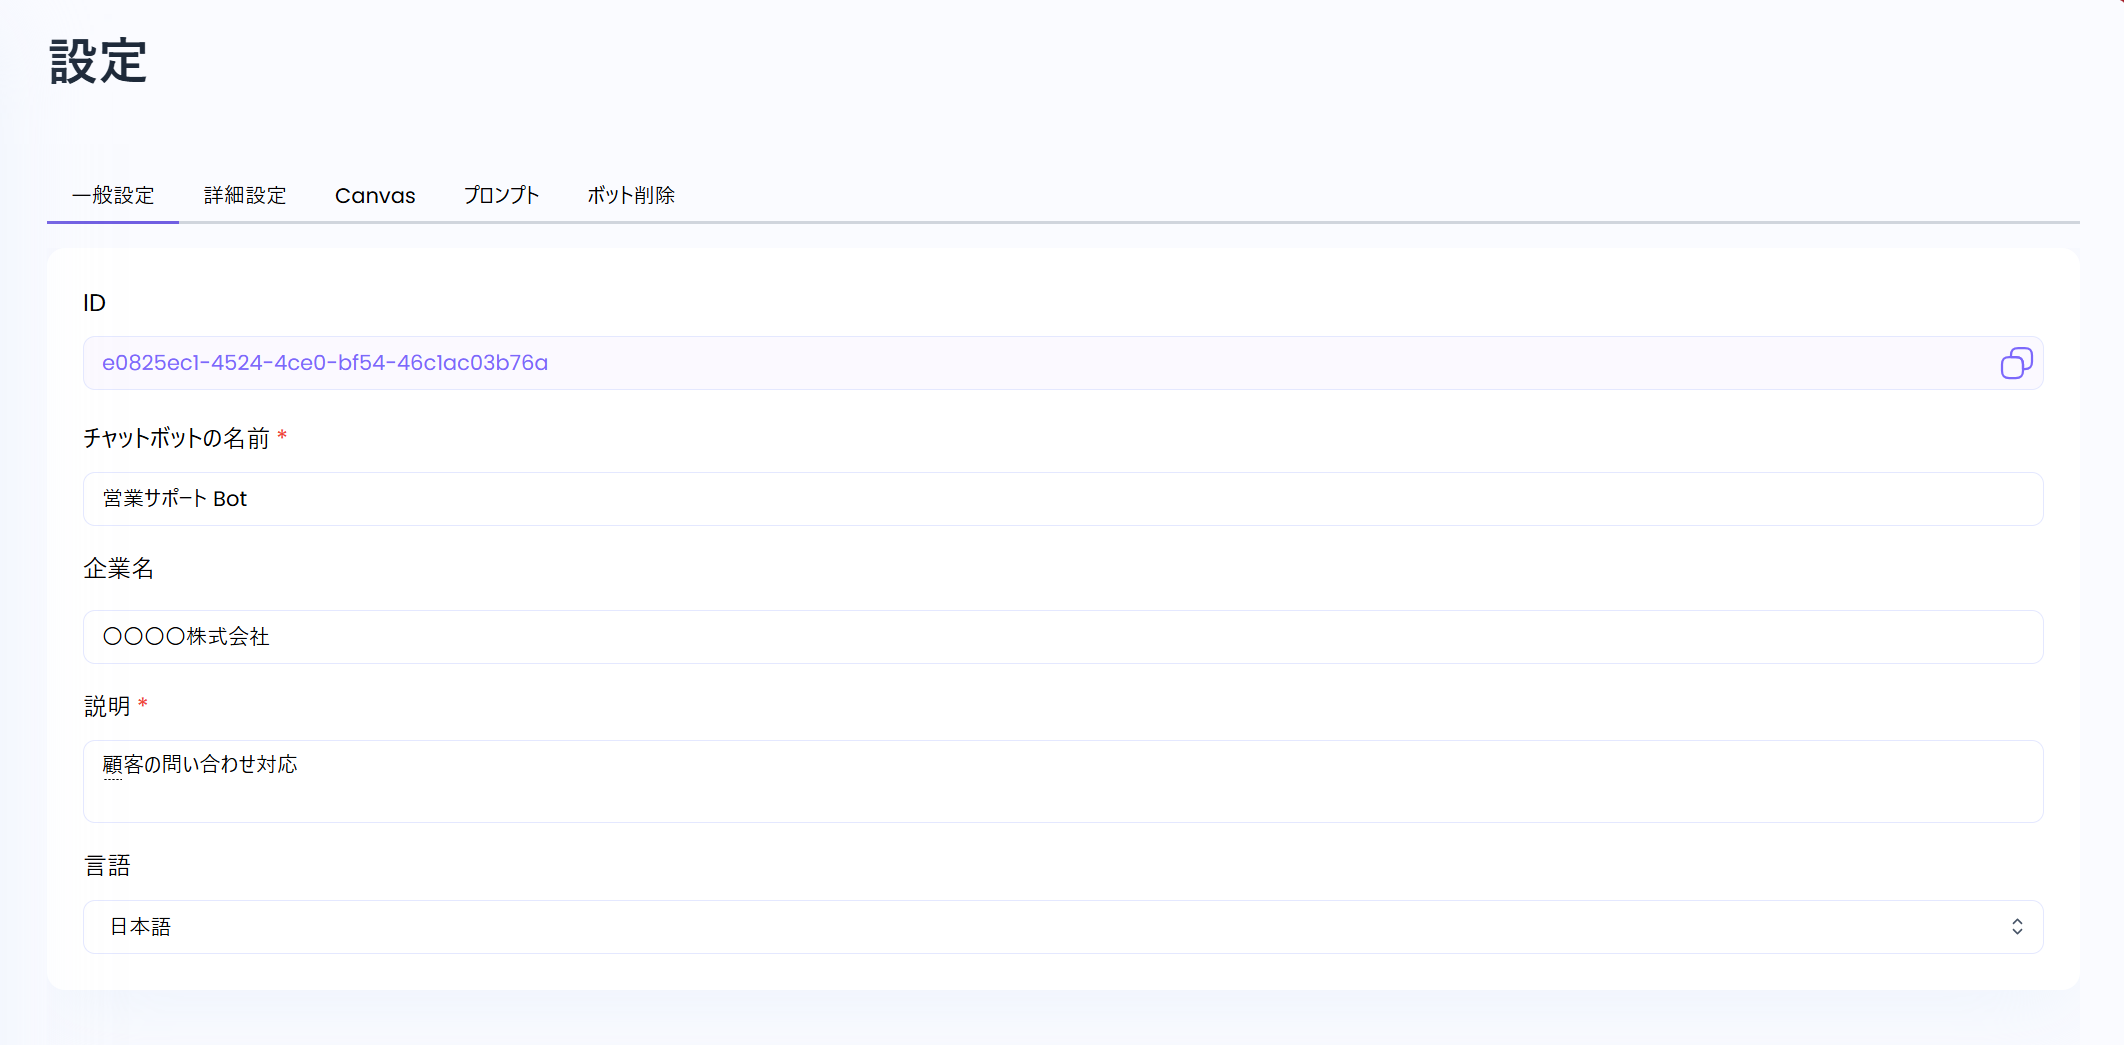 設定
一般設定 詳細設定 Canvas プロンプト ボット削除
ID
e0825ec1-4524-4ce0-bf54-46c1ac03b76a
チャットボットの名前 *
営業サポート Bot
企業名
〇〇〇〇株式会社
説明 *
顧客の問い合わせ対応
言語
日本語